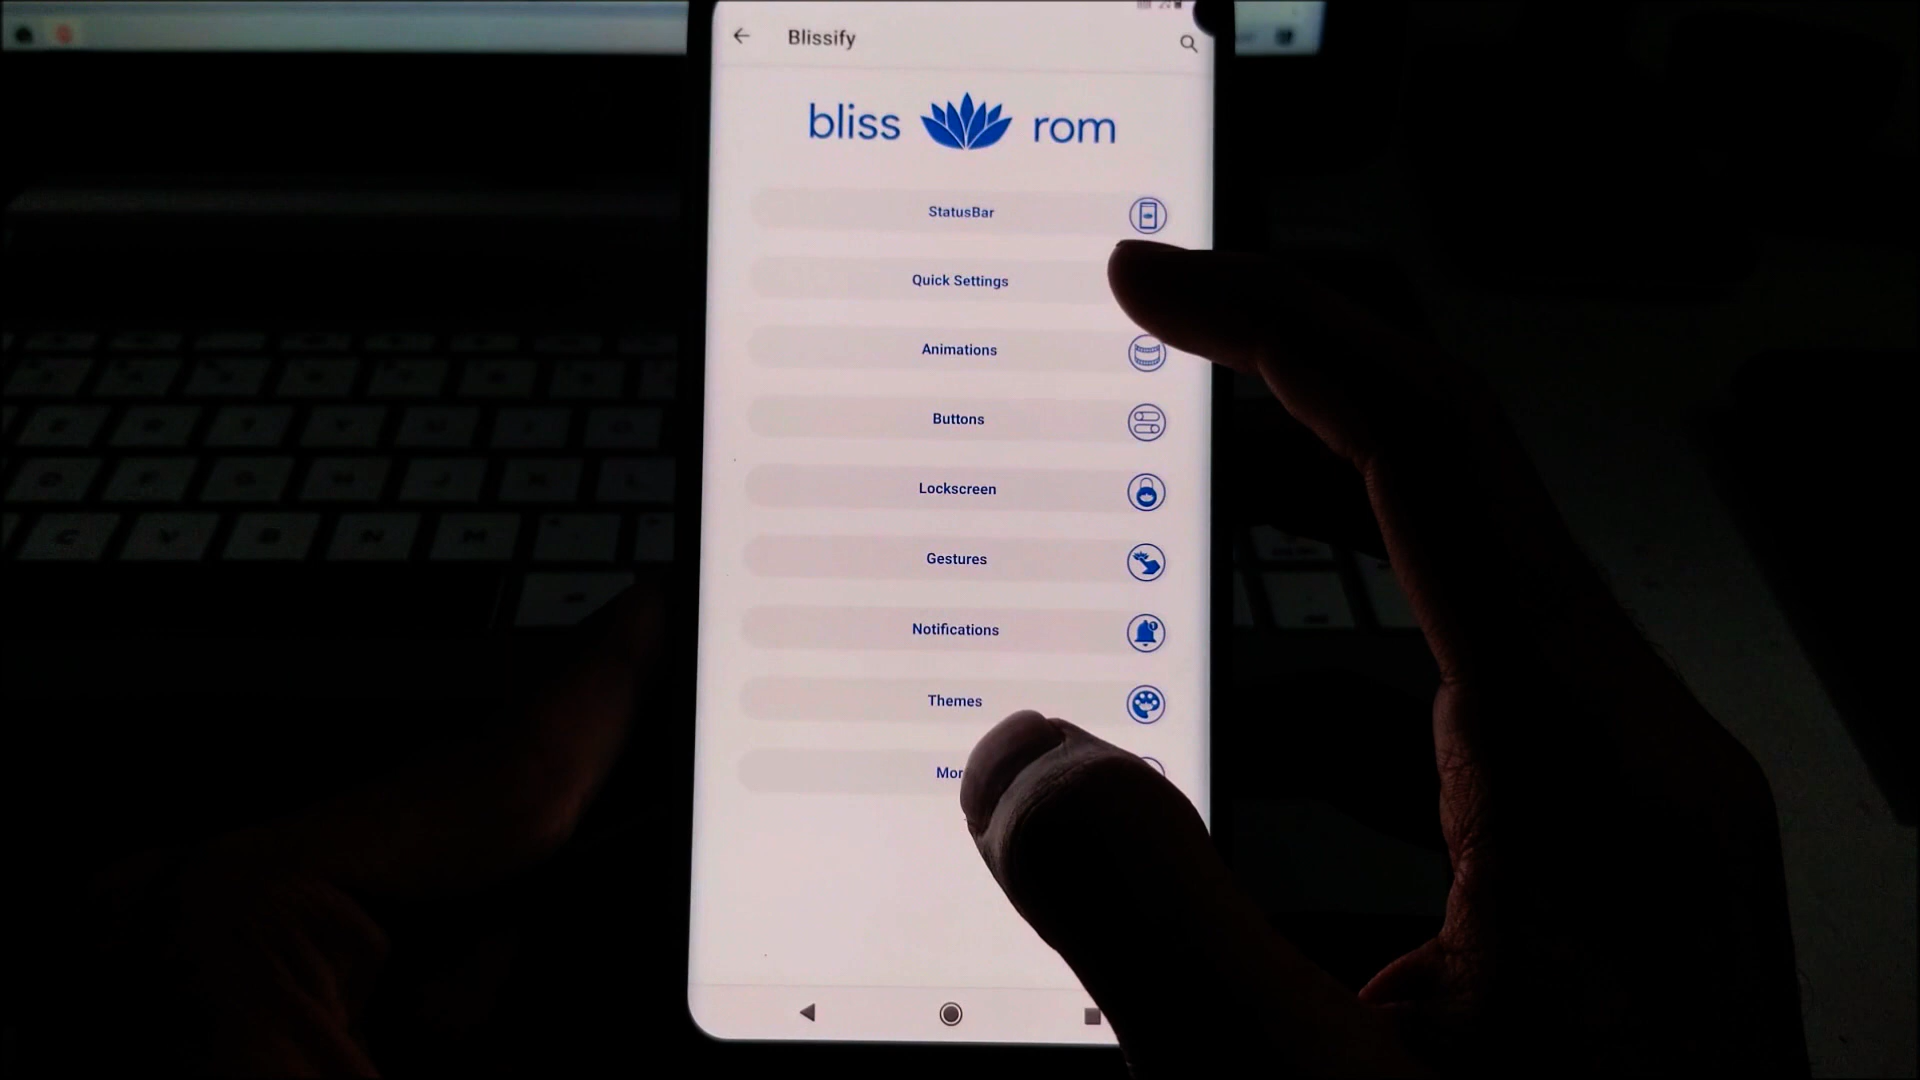 Blissify
bliss rom
StatusBar
Quick Settings
Animations
Buttons
Lockscreen
Gestures
Notifications
Themes
Mor
C V B N M